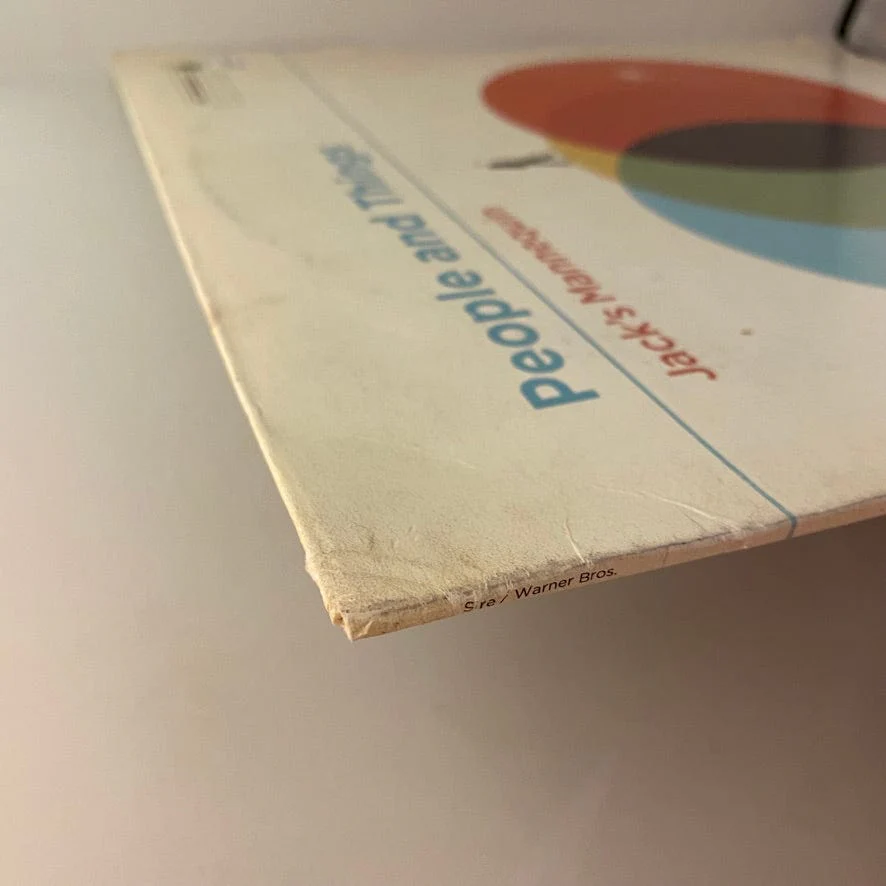 Jack's Mannequin
People and Things
Sire / Warner Bros.